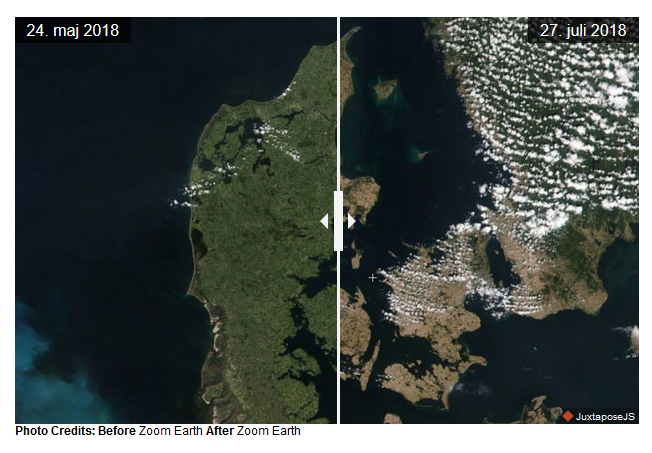 24. maj 2018
27. juli 2018
JuxtaposeJS
Photo Credits: Before Zoom Earth After Zoom Earth